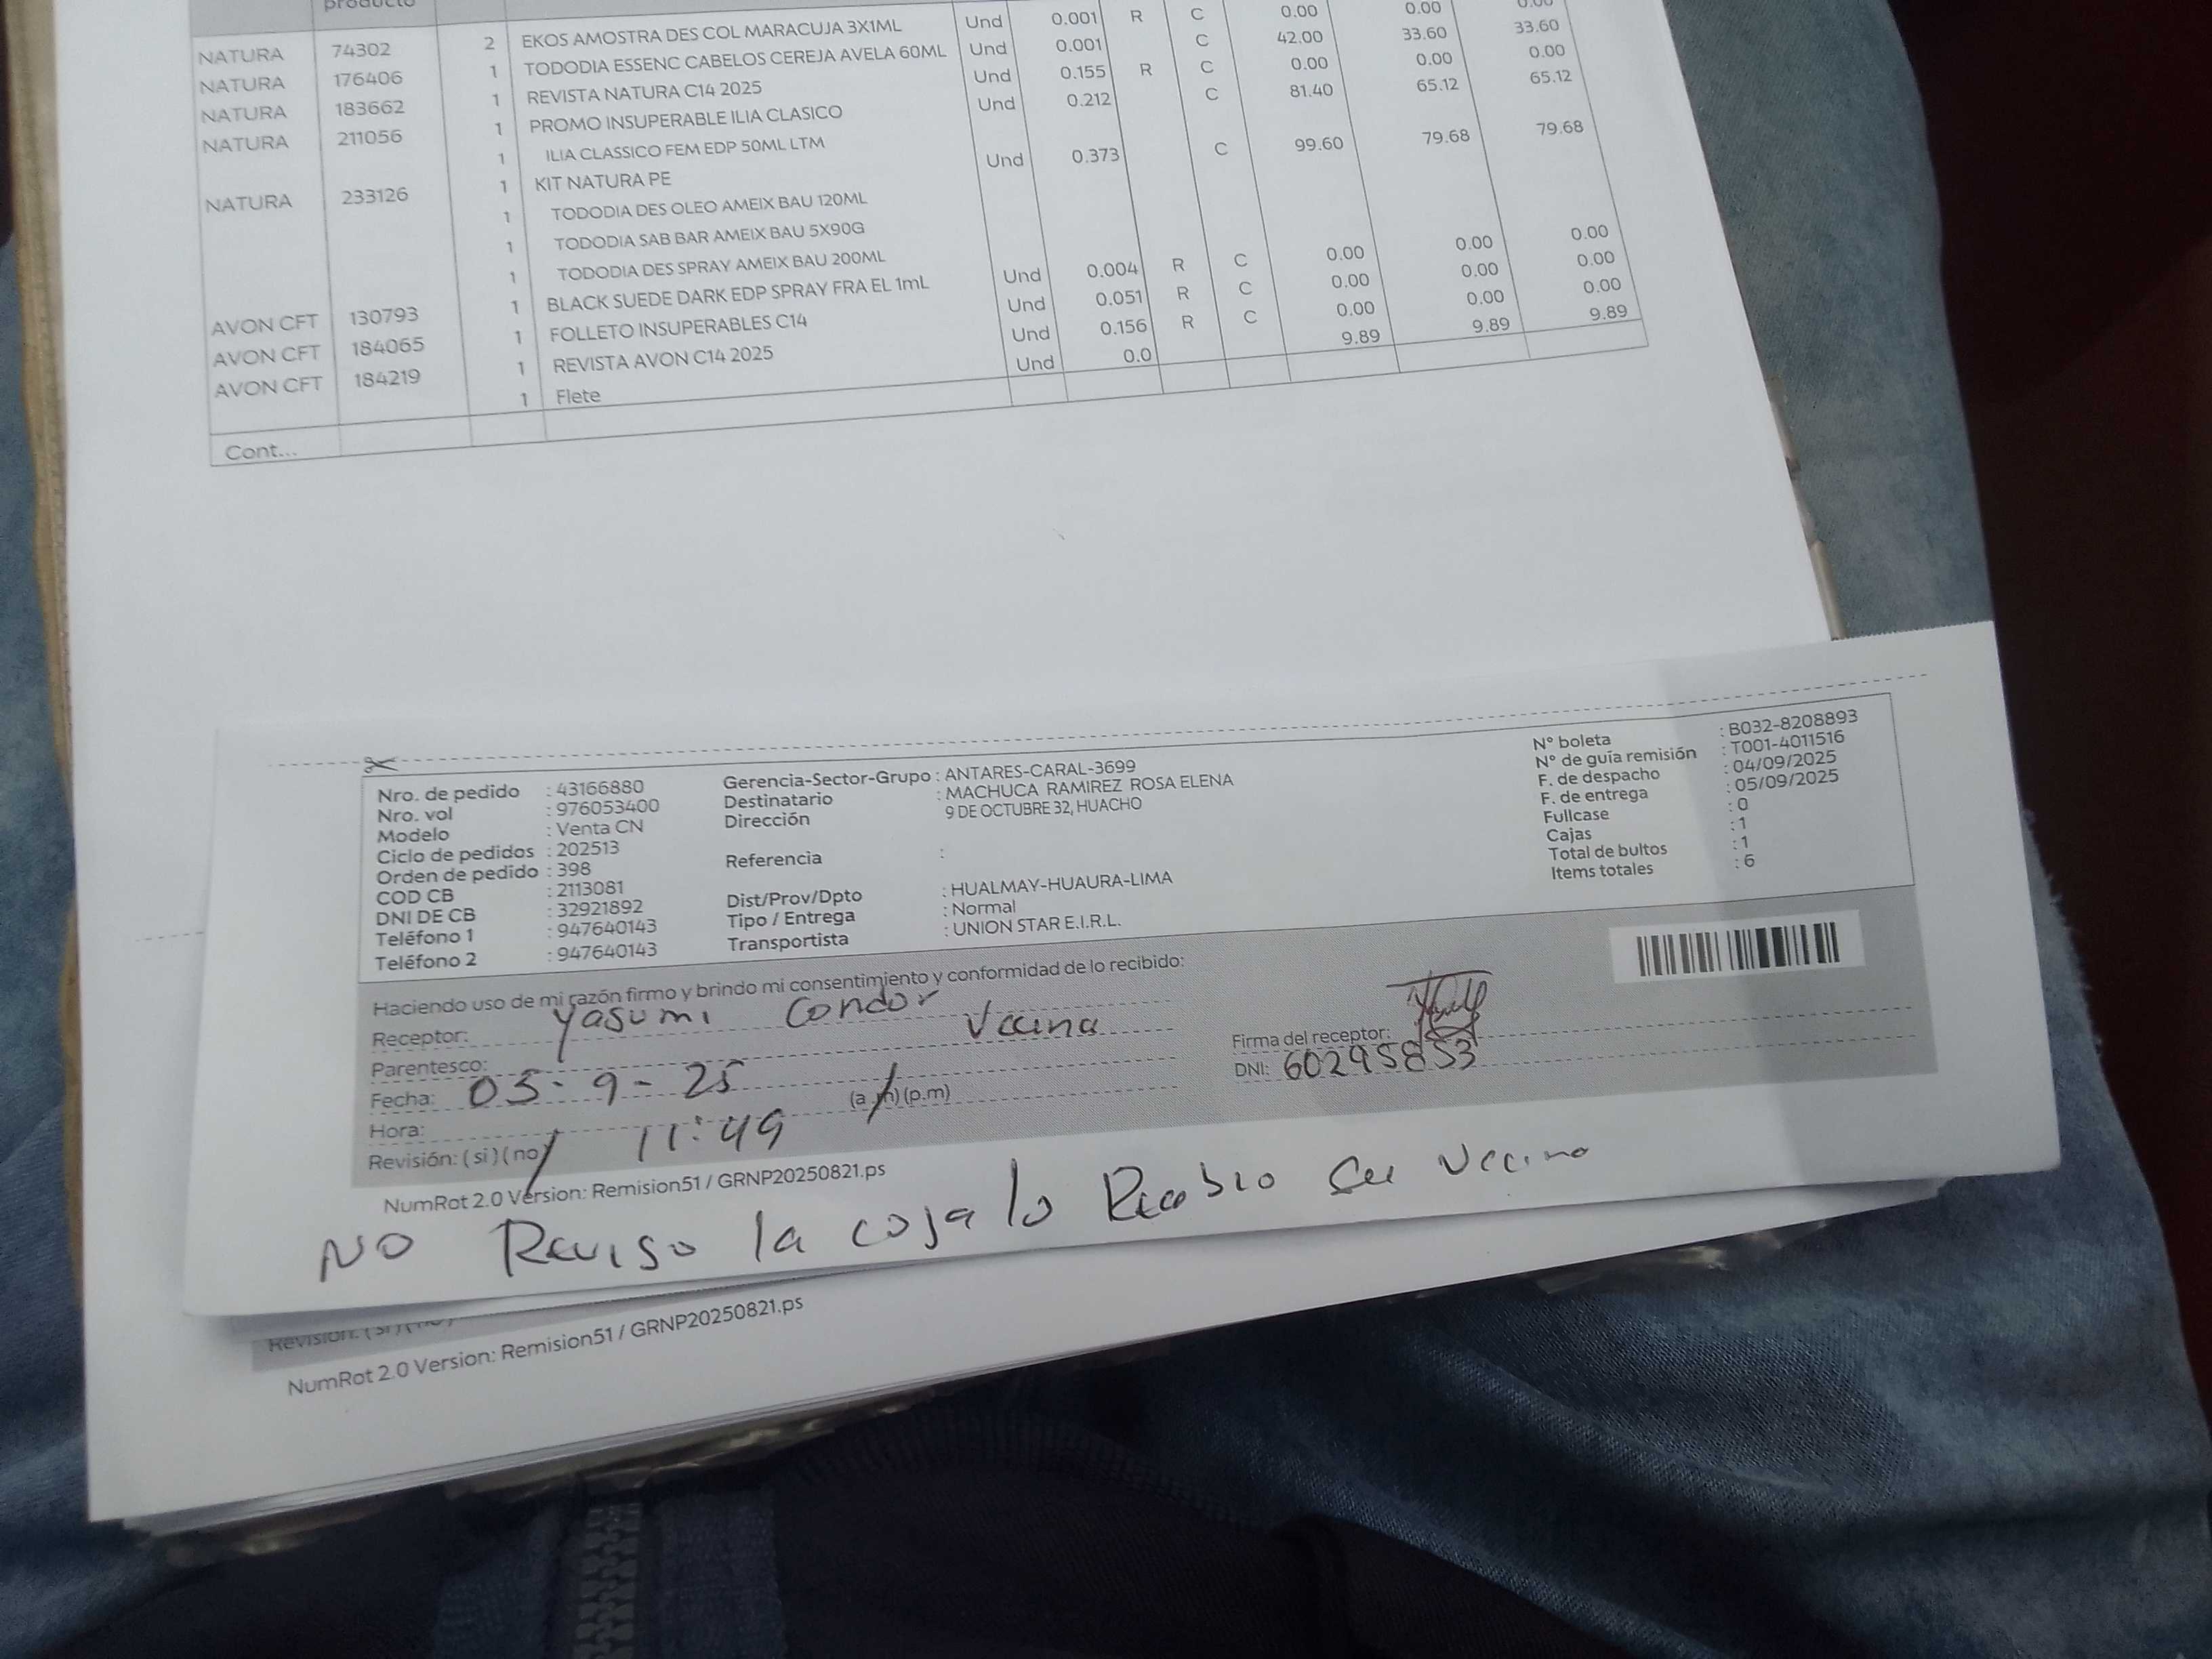 producto
NATURA 74302 2 EKOS AMOSTRA DES COL MARACUJA 3X1ML Und 0.001 R C 0.00 0.00 0.00
NATURA 176406 1 TODODIA ESSENC CABELOS CEREJA AVELA 60ML Und 0.001 C 42.00 33.60 33.60
NATURA 183662 1 REVISTA NATURA C14 2025 Und 0.155 R C 0.00 0.00 0.00
NATURA 211056 1 PROMO INSUPERABLE ILIA CLASICO Und 0.212 C 81.40 65.12 65.12
1 ILIA CLASSICO FEM EDP 50ML LTM
NATURA 233126 1 KIT NATURA PE Und 0.373 C 99.60 79.68 79.68
1 TODODIA DES OLEO AMEIX BAU 120ML
1 TODODIA SAB BAR AMEIX BAU 5X90G
1 TODODIA DES SPRAY AMEIX BAU 200ML
AVON CFT 130793 1 BLACK SUEDE DARK EDP SPRAY FRA EL 1mL Und 0.004 R C 0.00 0.00 0.00
AVON CFT 184065 1 FOLLETO INSUPERABLES C14 Und 0.051 R C 0.00 0.00 0.00
AVON CFT 184219 1 REVISTA AVON C14 2025 Und 0.156 R C 0.00 0.00 0.00
1 Flete Und 0.0 9.89 9.89 9.89
Cont...
Nro. de pedido : 43166880
Nro. vol : 976053400
Modelo : Venta CN
Ciclo de pedidos : 202513
Orden de pedido : 398
COD CB : 2113081
DNI DE CB : 32921892
Teléfono 1 : 947640143
Teléfono 2 : 947640143
Gerencia-Sector-Grupo : ANTARES-CARAL-3699
Destinatario : MACHUCA RAMIREZ ROSA ELENA
Dirección 9 DE OCTUBRE 32, HUACHO
Referencia :
Dist/Prov/Dpto : HUALMAY-HUAURA-LIMA
Tipo / Entrega : Normal
Transportista : UNION STAR E.I.R.L.
N° boleta : B032-8208893
N° de guía remisión : T001-4011516
F. de despacho : 04/09/2025
F. de entrega : 05/09/2025
Fullcase : 0
Cajas : 1
Total de bultos : 1
Items totales : 6
Haciendo uso de mi razón firmo y brindo mi consentimiento y conformidad de lo recibido:
Receptor: Yasumi Condor
Parentesco: Vecina
Fecha: 05-9-25
Hora: 11:49 (a.m) (p.m)
Revisión: ( si ) ( no )
Firma del receptor:
DNI: 60295853
NumRot 2.0 Version: Remision51 / GRNP20250821.ps
NO Reviso la caja lo Recibio su vecino
Revisión: ( si ) ( no )
NumRot 2.0 Version: Remision51 / GRNP20250821.ps